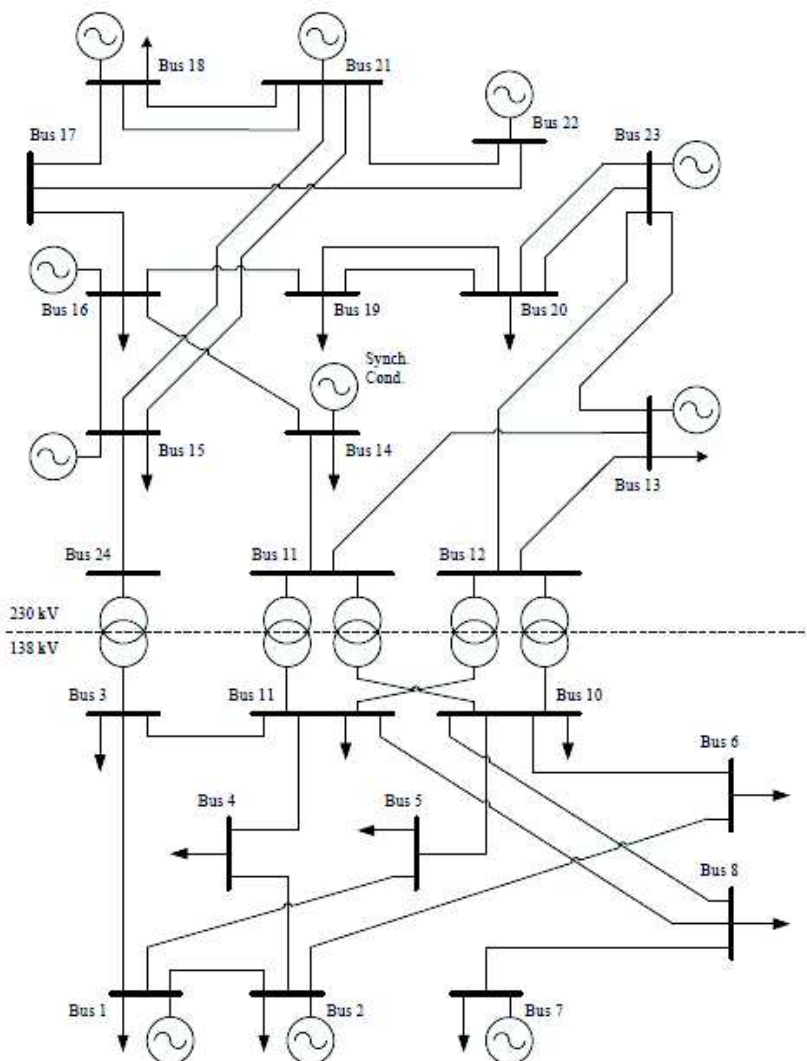 Bus 18
Bus 21
Bus 22
Bus 17
Bus 23
Bus 16
Bus 19
Bus 20
Synch.
Cond.
Bus 15
Bus 14
Bus 13
Bus 24
Bus 11
Bus 12
230 kV
138 kV
Bus 3
Bus 11
Bus 10
Bus 6
Bus 4
Bus 5
Bus 8
Bus 1
Bus 2
Bus 7